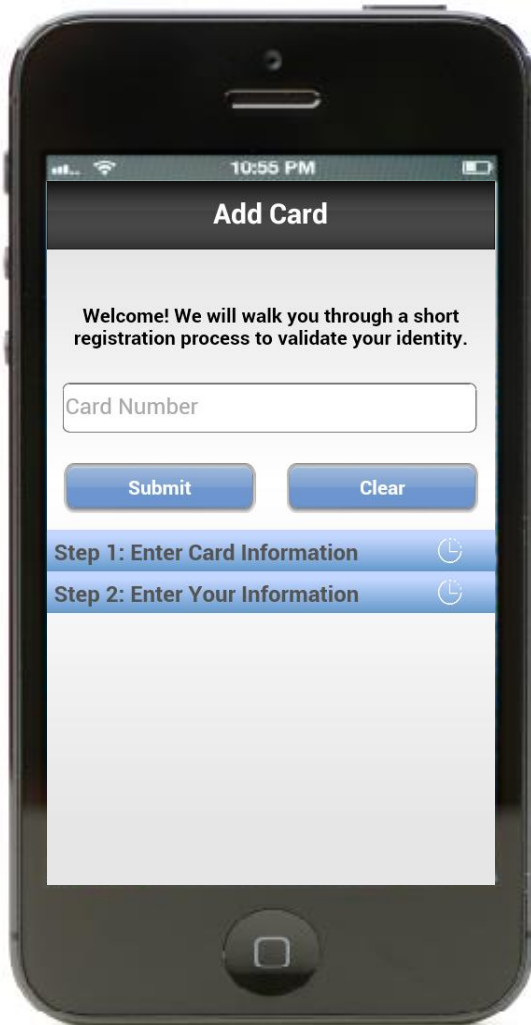 10:55 PM
Add Card
Welcome! We will walk you through a short
registration process to validate your identity.
Card Number
Submit Clear
Step 1: Enter Card Information
Step 2: Enter Your Information